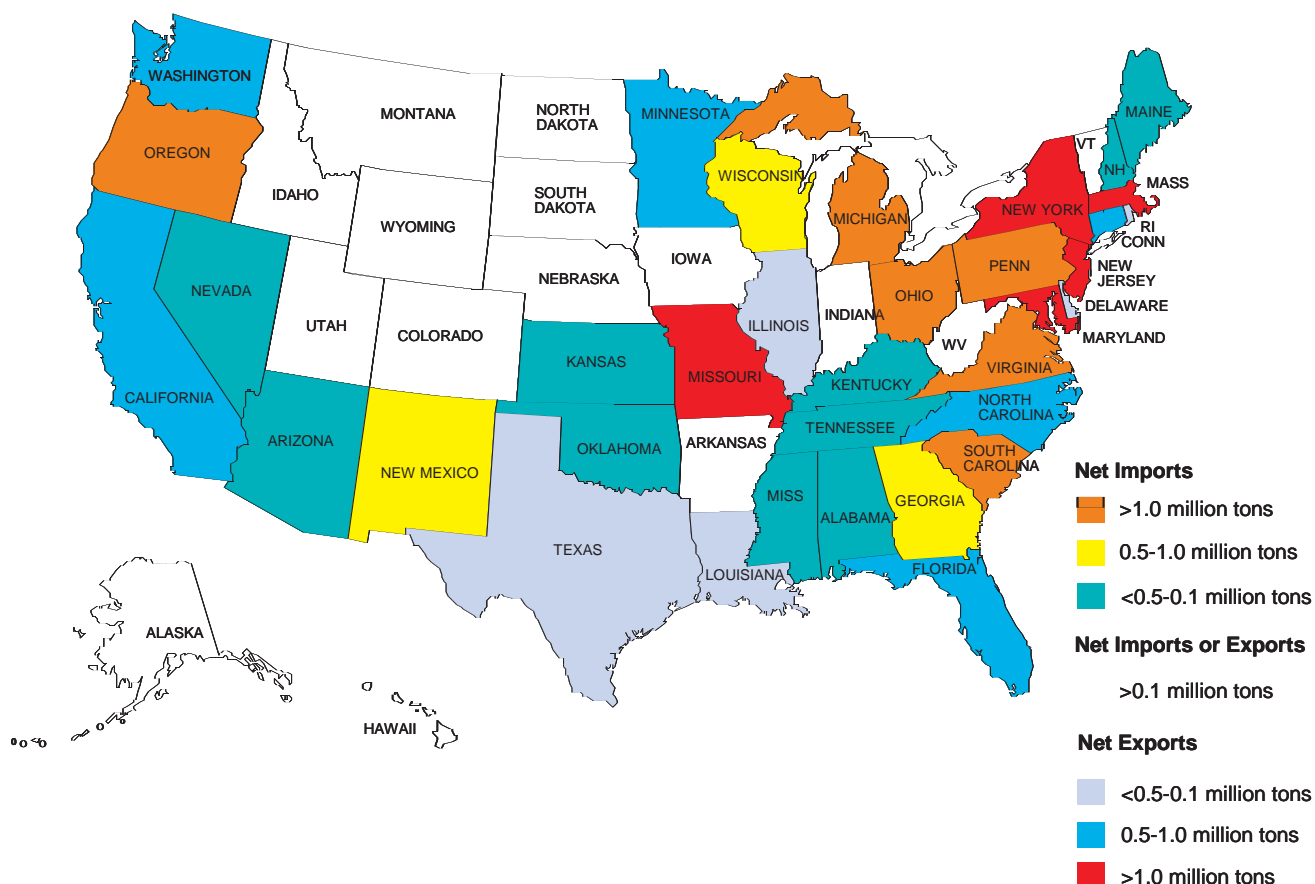 WASHINGTON
MONTANA
NORTH
DAKOTA
MINNESOTA
MAINE
OREGON
VT
NH
IDAHO
WYOMING
SOUTH
DAKOTA
WISCONSIN
MICHIGAN
NEW YORK
MASS
RI
CONN
IOWA
NEBRASKA
PENN
NEW
JERSEY
NEVADA
UTAH
COLORADO
ILLINOIS
INDIANA
OHIO
DELAWARE
MARYLAND
WV
KANSAS
MISSOURI
KENTUCKY
VIRGINIA
CALIFORNIA
ARIZONA
NEW MEXICO
OKLAHOMA
ARKANSAS
TENNESSEE
NORTH
CAROLINA
SOUTH
CAROLINA
MISS
ALABAMA
GEORGIA
TEXAS
LOUISIANA
FLORIDA
ALASKA
HAWAII
Net Imports
>1.0 million tons
0.5-1.0 million tons
<0.5-0.1 million tons
Net Imports or Exports
>0.1 million tons
Net Exports
<0.5-0.1 million tons
0.5-1.0 million tons
>1.0 million tons